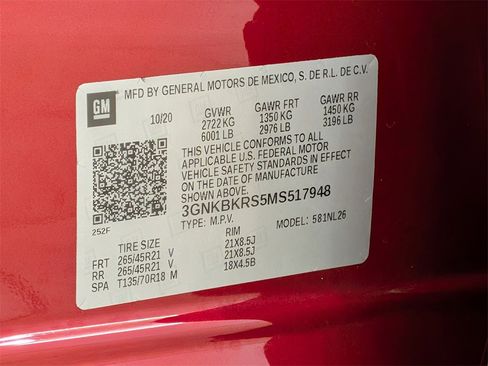 MFD BY GENERAL MOTORS DE MEXICO, S. DE R.L. DE C.V.
GM
10/20 GVWR GAWR FRT GAWR RR
2722 KG 1350 KG 1450 KG
6001 LB 2976 LB 3196 LB
THIS VEHICLE CONFORMS TO ALL
APPLICABLE U.S. FEDERAL MOTOR
VEHICLE SAFETY STANDARDS IN EFFECT
ON THE DATE OF MANUFACTURE
SHOWN ABOVE.
3GNKBKRS5MS517948
252F TYPE: M.P.V. MODEL: 581NL26
TIRE SIZE RIM
FRT 265/45R21 V 21X8.5J
RR 265/45R21 V 21X8.5J
SPA T135/70R18 M 18X4.5B